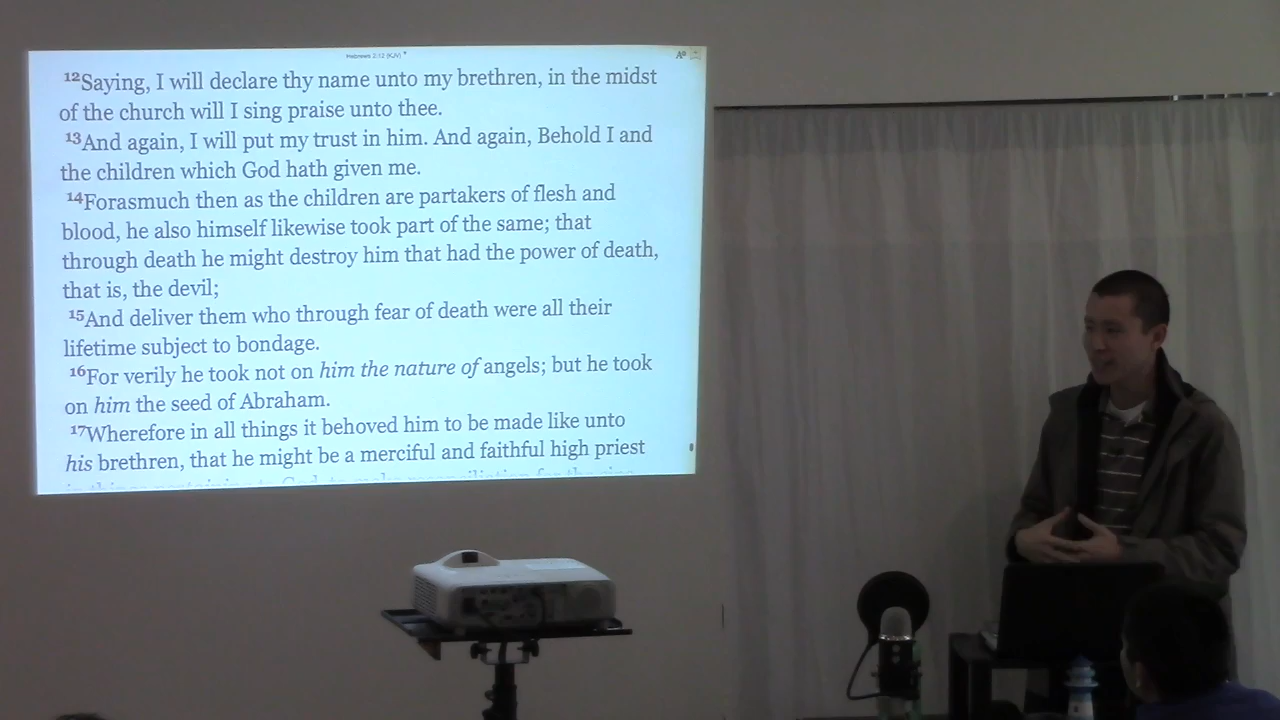 Hebrews 2:12 (KJV)
12Saying, I will declare thy name unto my brethren, in the midst
of the church will I sing praise unto thee.
13And again, I will put my trust in him. And again, Behold I and
the children which God hath given me.
14Forasmuch then as the children are partakers of flesh and
blood, he also himself likewise took part of the same; that
through death he might destroy him that had the power of death,
that is, the devil;
15And deliver them who through fear of death were all their
lifetime subject to bondage.
16For verily he took not on him the nature of angels; but he took
on him the seed of Abraham.
17Wherefore in all things it behoved him to be made like unto
his brethren, that he might be a merciful and faithful high priest